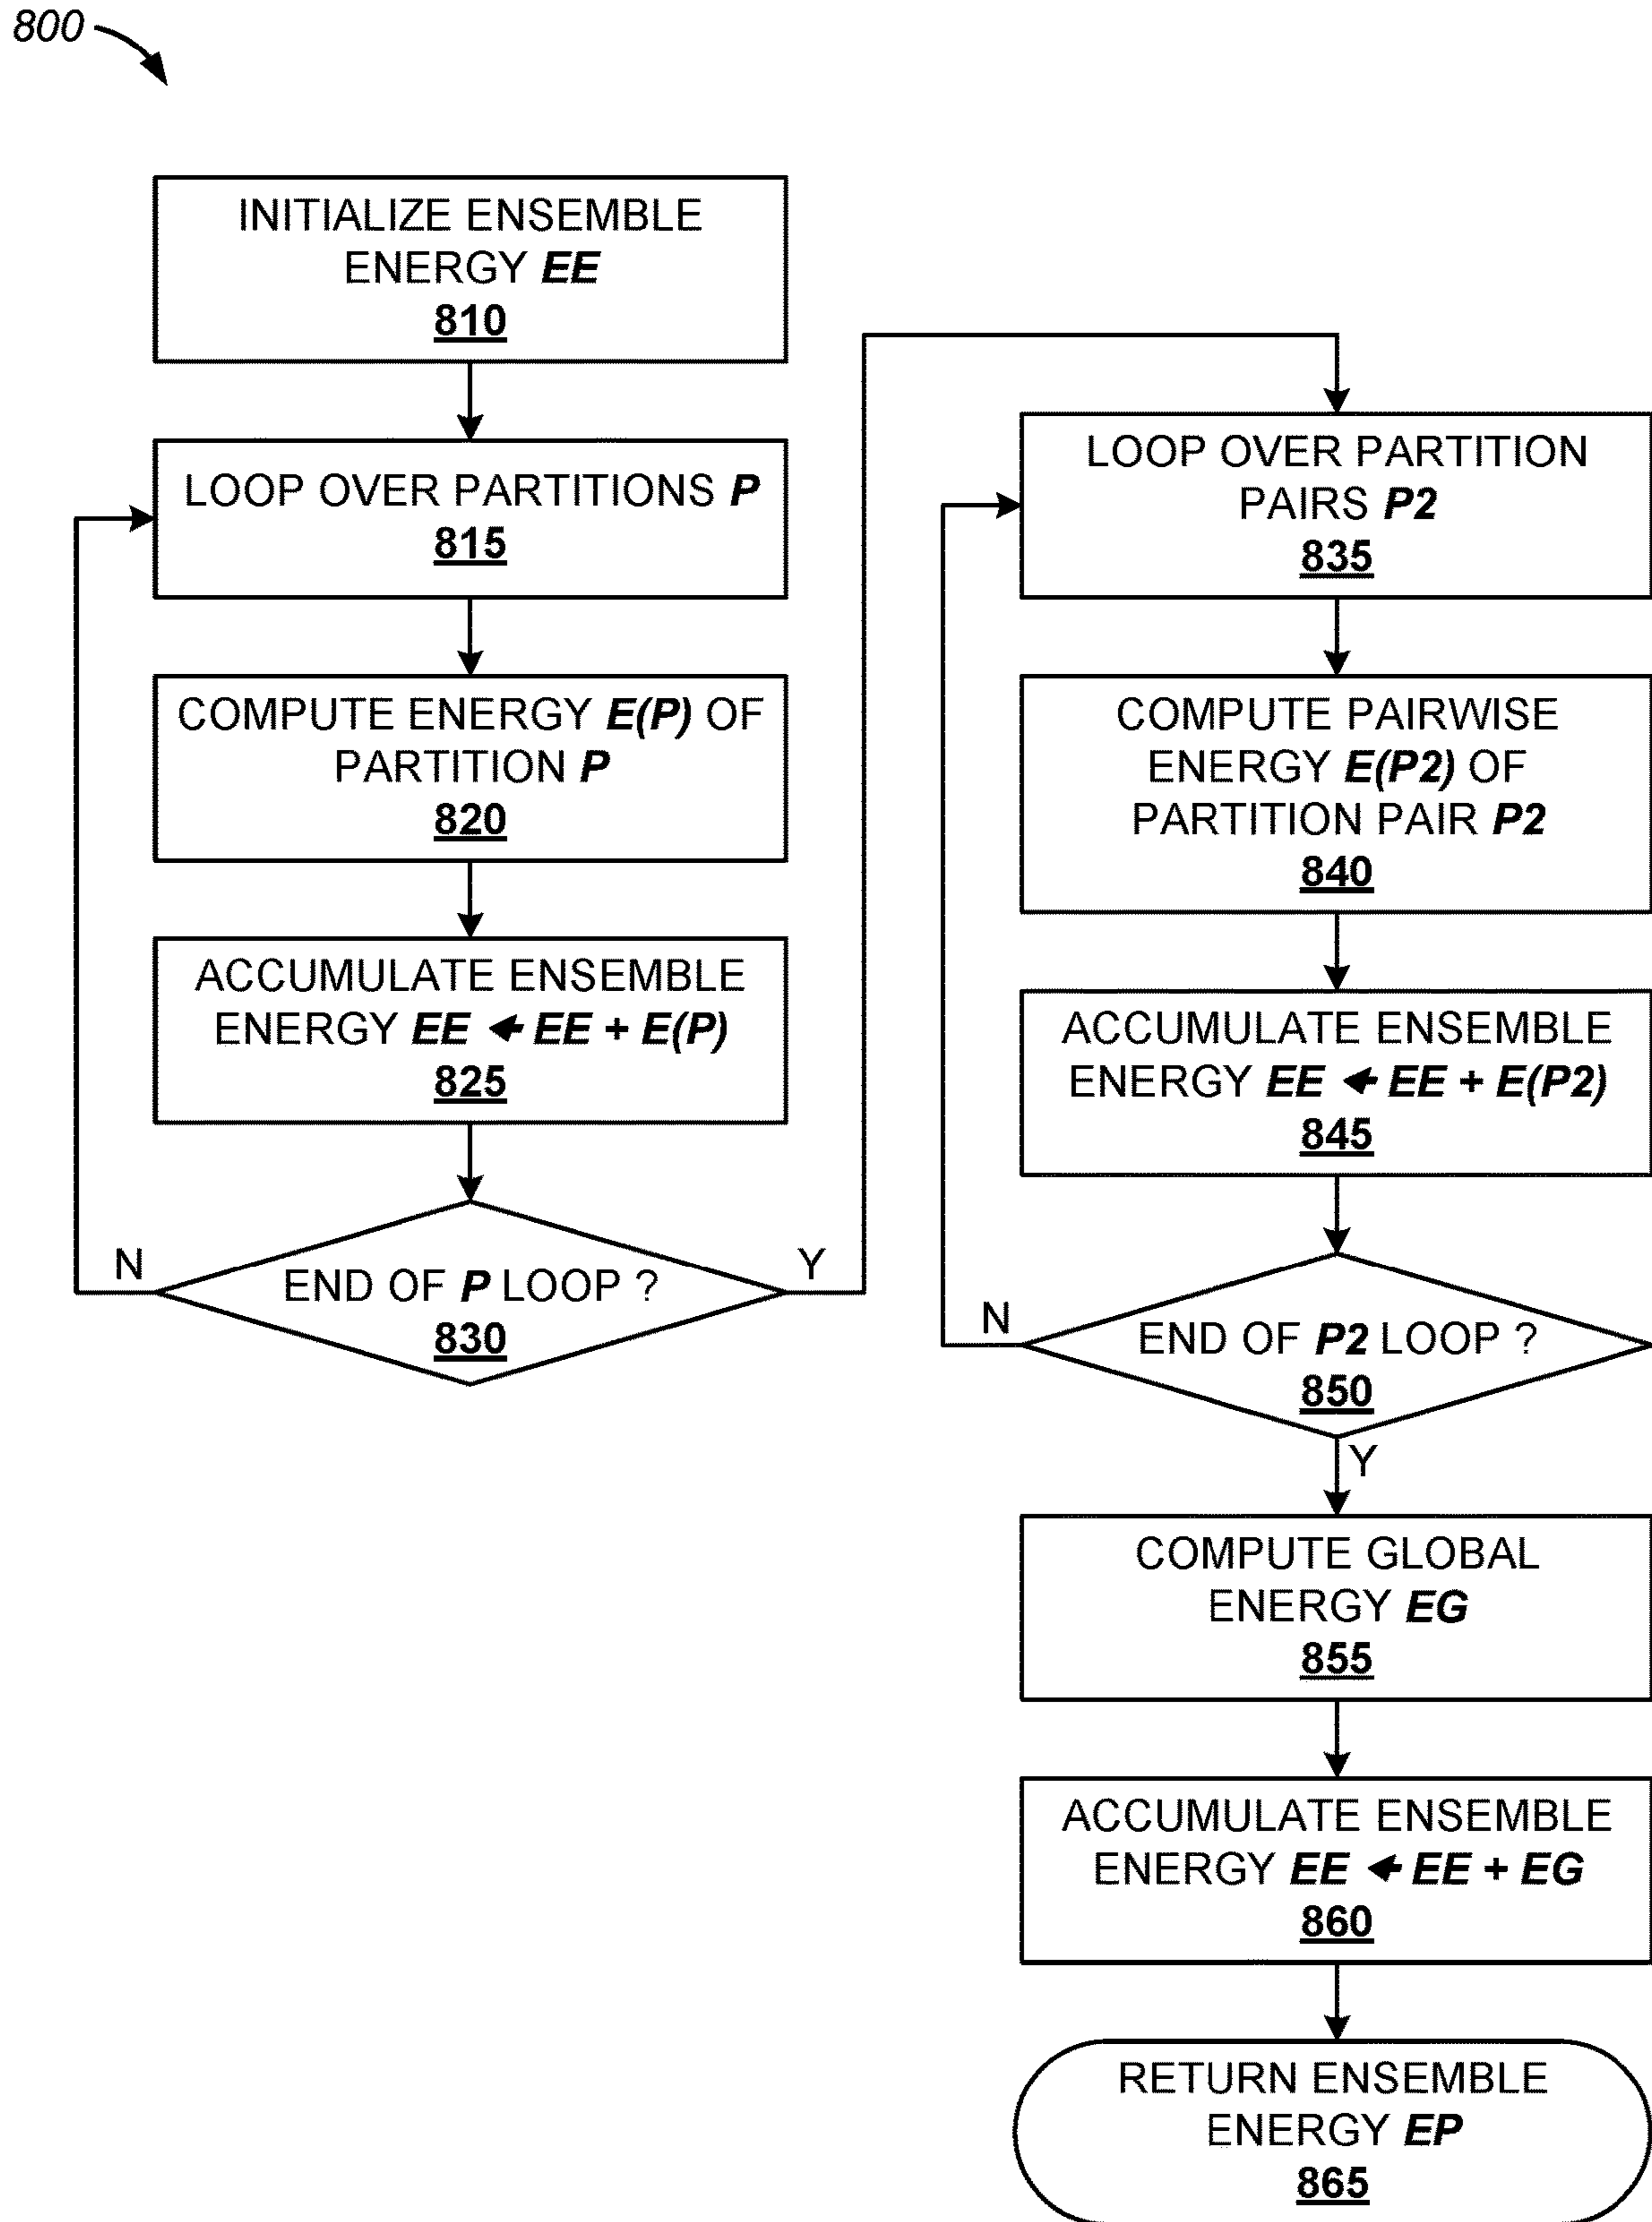 800
INITIALIZE ENSEMBLE
ENERGY EE
810
LOOP OVER PARTITIONS P
815
COMPUTE ENERGY E(P) OF
PARTITION P
820
ACCUMULATE ENSEMBLE
ENERGY EE ← EE + E(P)
825
N
END OF P LOOP ?
Y
830
LOOP OVER PARTITION
PAIRS P2
835
COMPUTE PAIRWISE
ENERGY E(P2) OF
PARTITION PAIR P2
840
ACCUMULATE ENSEMBLE
ENERGY EE ← EE + E(P2)
845
N
END OF P2 LOOP ?
850
Y
COMPUTE GLOBAL
ENERGY EG
855
ACCUMULATE ENSEMBLE
ENERGY EE ← EE + EG
860
RETURN ENSEMBLE
ENERGY EP
865